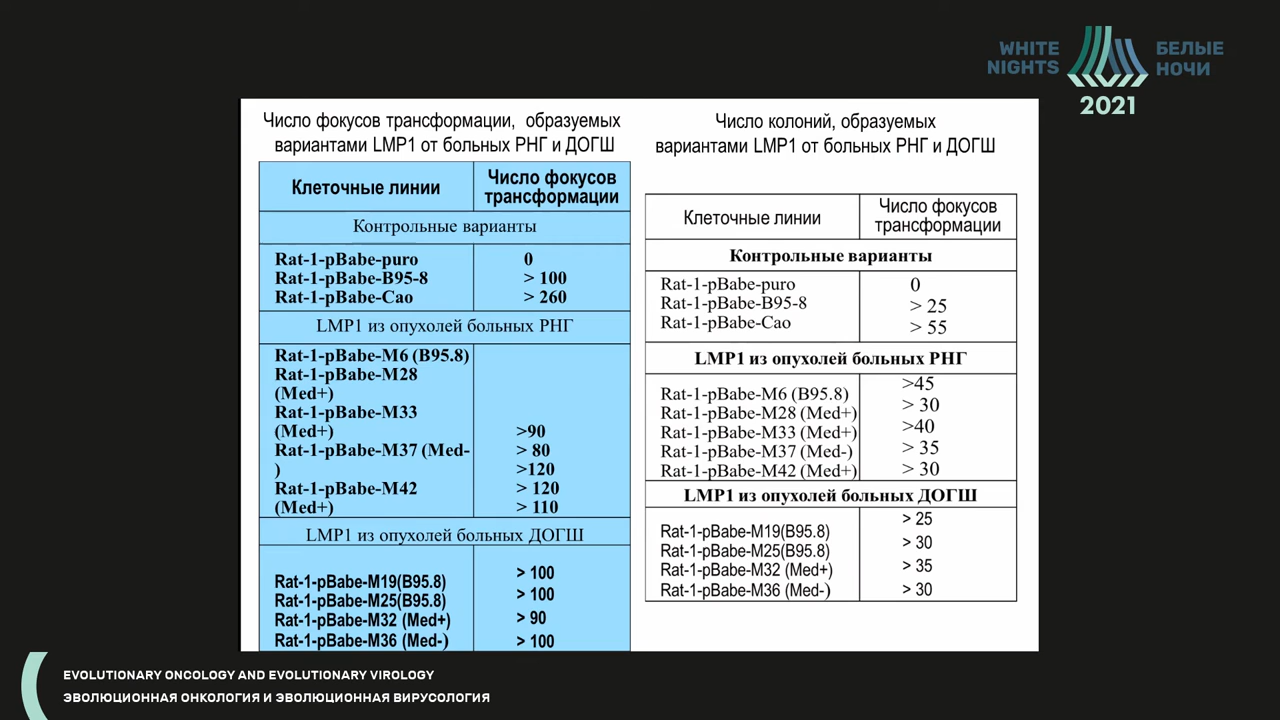 WHITE NIGHTS
БЕЛЫЕ НОЧИ
2021
Число фокусов трансформации, образуемых
вариантами LMP1 от больных РНГ и ДОГШ
Клеточные линии
Число фокусов
трансформации
Контрольные варианты
Rat-1-pBabe-puro 0
Rat-1-pBabe-B95-8 > 100
Rat-1-pBabe-Cao > 260
LMP1 из опухолей больных РНГ
Rat-1-pBabe-M6 (B95.8)
Rat-1-pBabe-M28
(Med+)
Rat-1-pBabe-M33
(Med+) >90
Rat-1-pBabe-M37 (Med- > 80
) >120
Rat-1-pBabe-M42 > 120
(Med+) > 110
LMP1 из опухолей больных ДОГШ
Rat-1-pBabe-M19(B95.8) > 100
Rat-1-pBabe-M25(B95.8) > 100
Rat-1-pBabe-M32 (Med+) > 90
Rat-1-pBabe-M36 (Med-) > 100
Число колоний, образуемых
вариантами LMP1 от больных РНГ и ДОГШ
Клеточные линии
Число фокусов
трансформации
Контрольные варианты
Rat-1-pBabe-puro 0
Rat-1-pBabe-B95-8 > 25
Rat-1-pBabe-Cao > 55
LMP1 из опухолей больных РНГ
Rat-1-pBabe-M6 (B95.8) >45
Rat-1-pBabe-M28 (Med+) > 30
Rat-1-pBabe-M33 (Med+) >40
Rat-1-pBabe-M37 (Med-) > 35
Rat-1-pBabe-M42 (Med+) > 30
LMP1 из опухолей больных ДОГШ
Rat-1-pBabe-M19(B95.8) > 25
Rat-1-pBabe-M25(B95.8) > 30
Rat-1-pBabe-M32 (Med+) > 35
Rat-1-pBabe-M36 (Med-) > 30
EVOLUTIONARY ONCOLOGY AND EVOLUTIONARY VIROLOGY
ЭВОЛЮЦИОННАЯ ОНКОЛОГИЯ И ЭВОЛЮЦИОННАЯ ВИРУСОЛОГИЯ